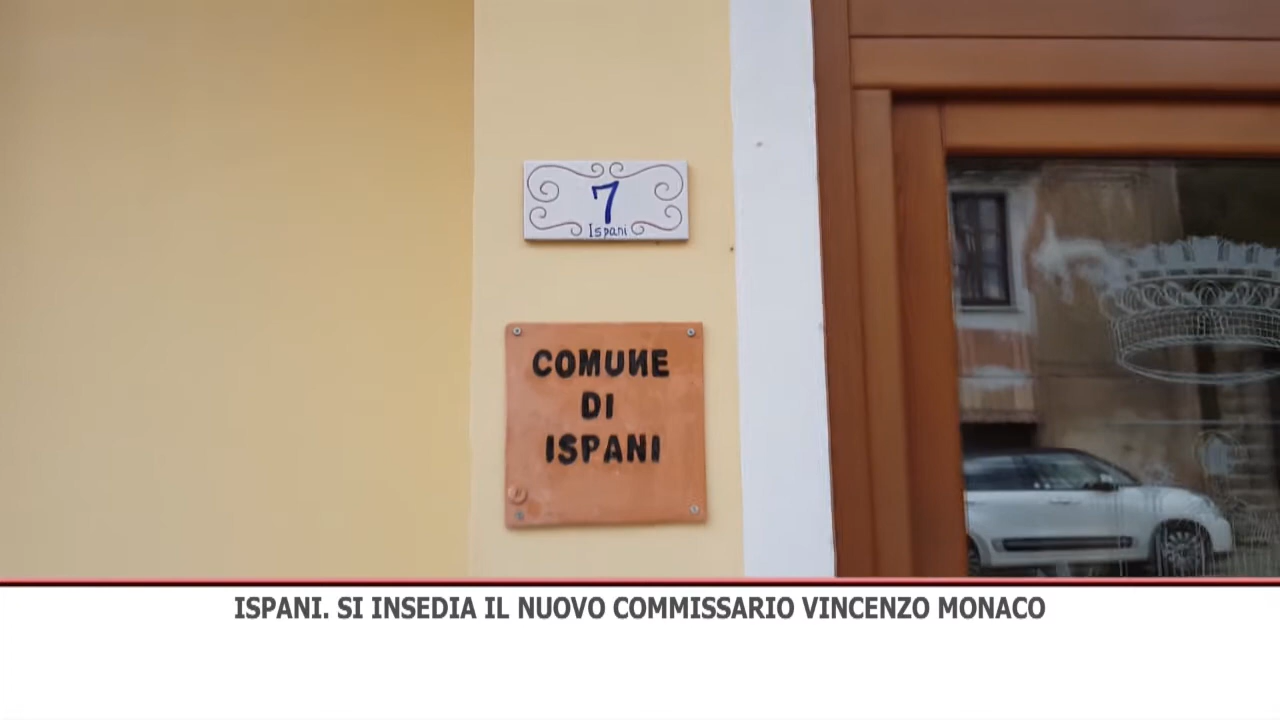 7
Ispani
COMUNE
DI
ISPANI
ISPANI. SI INSEDIA IL NUOVO COMMISSARIO VINCENZO MONACO